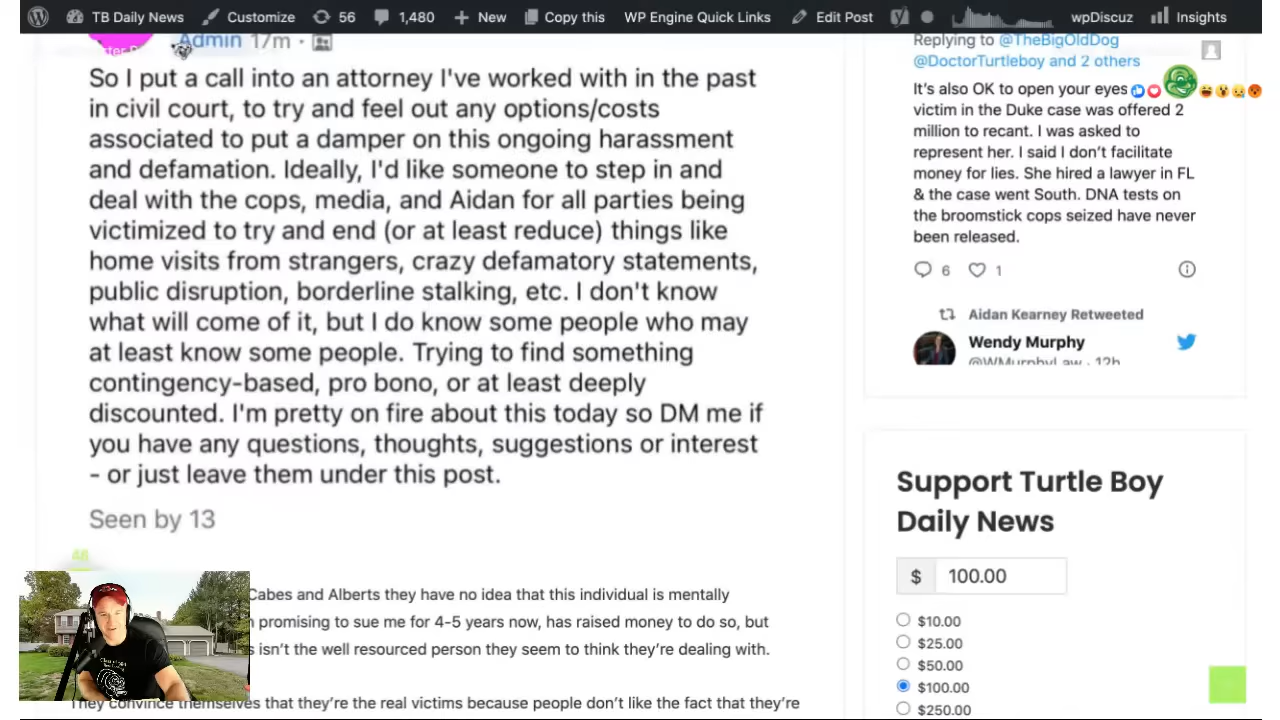 TB Daily News Customize 56 1,480 New Copy this WP Engine Quick Links Edit Post wpDiscuz Insights
Admin 17m ·
So I put a call into an attorney I've worked with in the past
in civil court, to try and feel out any options/costs
associated to put a damper on this ongoing harassment
and defamation. Ideally, I'd like someone to step in and
deal with the cops, media, and Aidan for all parties being
victimized to try and end (or at least reduce) things like
home visits from strangers, crazy defamatory statements,
public disruption, borderline stalking, etc. I don't know
what will come of it, but I do know some people who may
at least know some people. Trying to find something
contingency-based, pro bono, or at least deeply
discounted. I'm pretty on fire about this today so DM me if
you have any questions, thoughts, suggestions or interest
- or just leave them under this post.
Seen by 13
46
Cabes and Alberts they have no idea that this individual is mentally
promising to sue me for 4-5 years now, has raised money to do so, but
isn't the well resourced person they seem to think they're dealing with.
They convince themselves that they're the real victims because people don't like the fact that they're
Replying to @TheBigOldDog
@DoctorTurtleboy and 2 others
It's also OK to open your eyes
victim in the Duke case was offered 2
million to recant. I was asked to
represent her. I said I don't facilitate
money for lies. She hired a lawyer in FL
& the case went South. DNA tests on
the broomstick cops seized have never
been released.
6 1
Aidan Kearney Retweeted
Wendy Murphy
@WMurphyLaw · 12h
Support Turtle Boy
Daily News
$ 100.00
$10.00
$25.00
$50.00
$100.00
$250.00